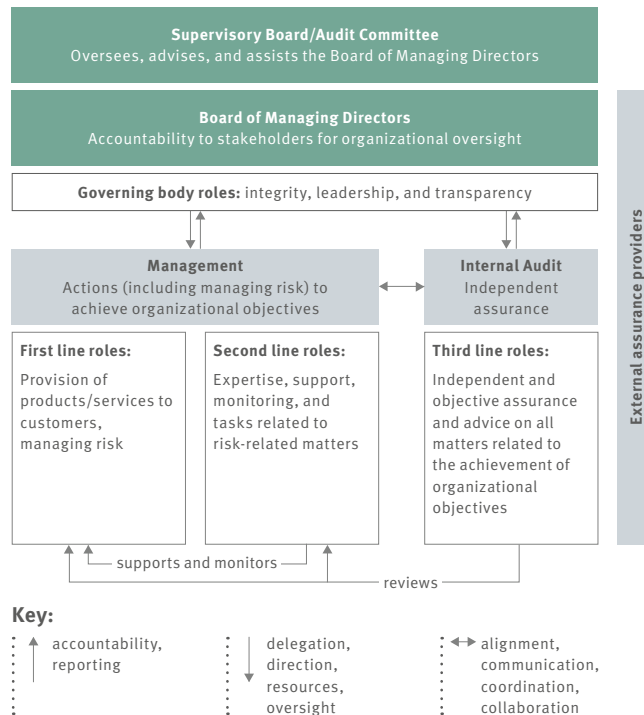 Supervisory Board/Audit Committee
Oversees, advises, and assists the Board of Managing Directors
Board of Managing Directors
Accountability to stakeholders for organizational oversight
Governing body roles: integrity, leadership, and transparency
Management
Actions (including managing risk) to
achieve organizational objectives
Internal Audit
Independent
assurance
First line roles:
Provision of
products/services to
customers,
managing risk
Second line roles:
Expertise, support,
monitoring, and
tasks related to
risk-related matters
Third line roles:
Independent and
objective assurance
and advice on all
matters related to
the achievement of
organizational
objectives
External assurance providers
supports and monitors
reviews
Key:
accountability,
reporting
delegation,
direction,
resources,
oversight
alignment,
communication,
coordination,
collaboration